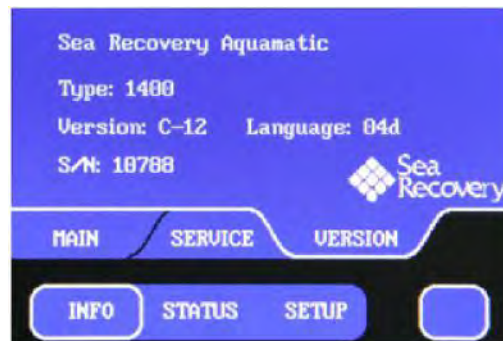 Sea Recovery Aquamatic
Type: 1400
Version: C-12 Language: 04d
S/N: 10788
Sea
Recovery
MAIN SERVICE VERSION
INFO STATUS SETUP